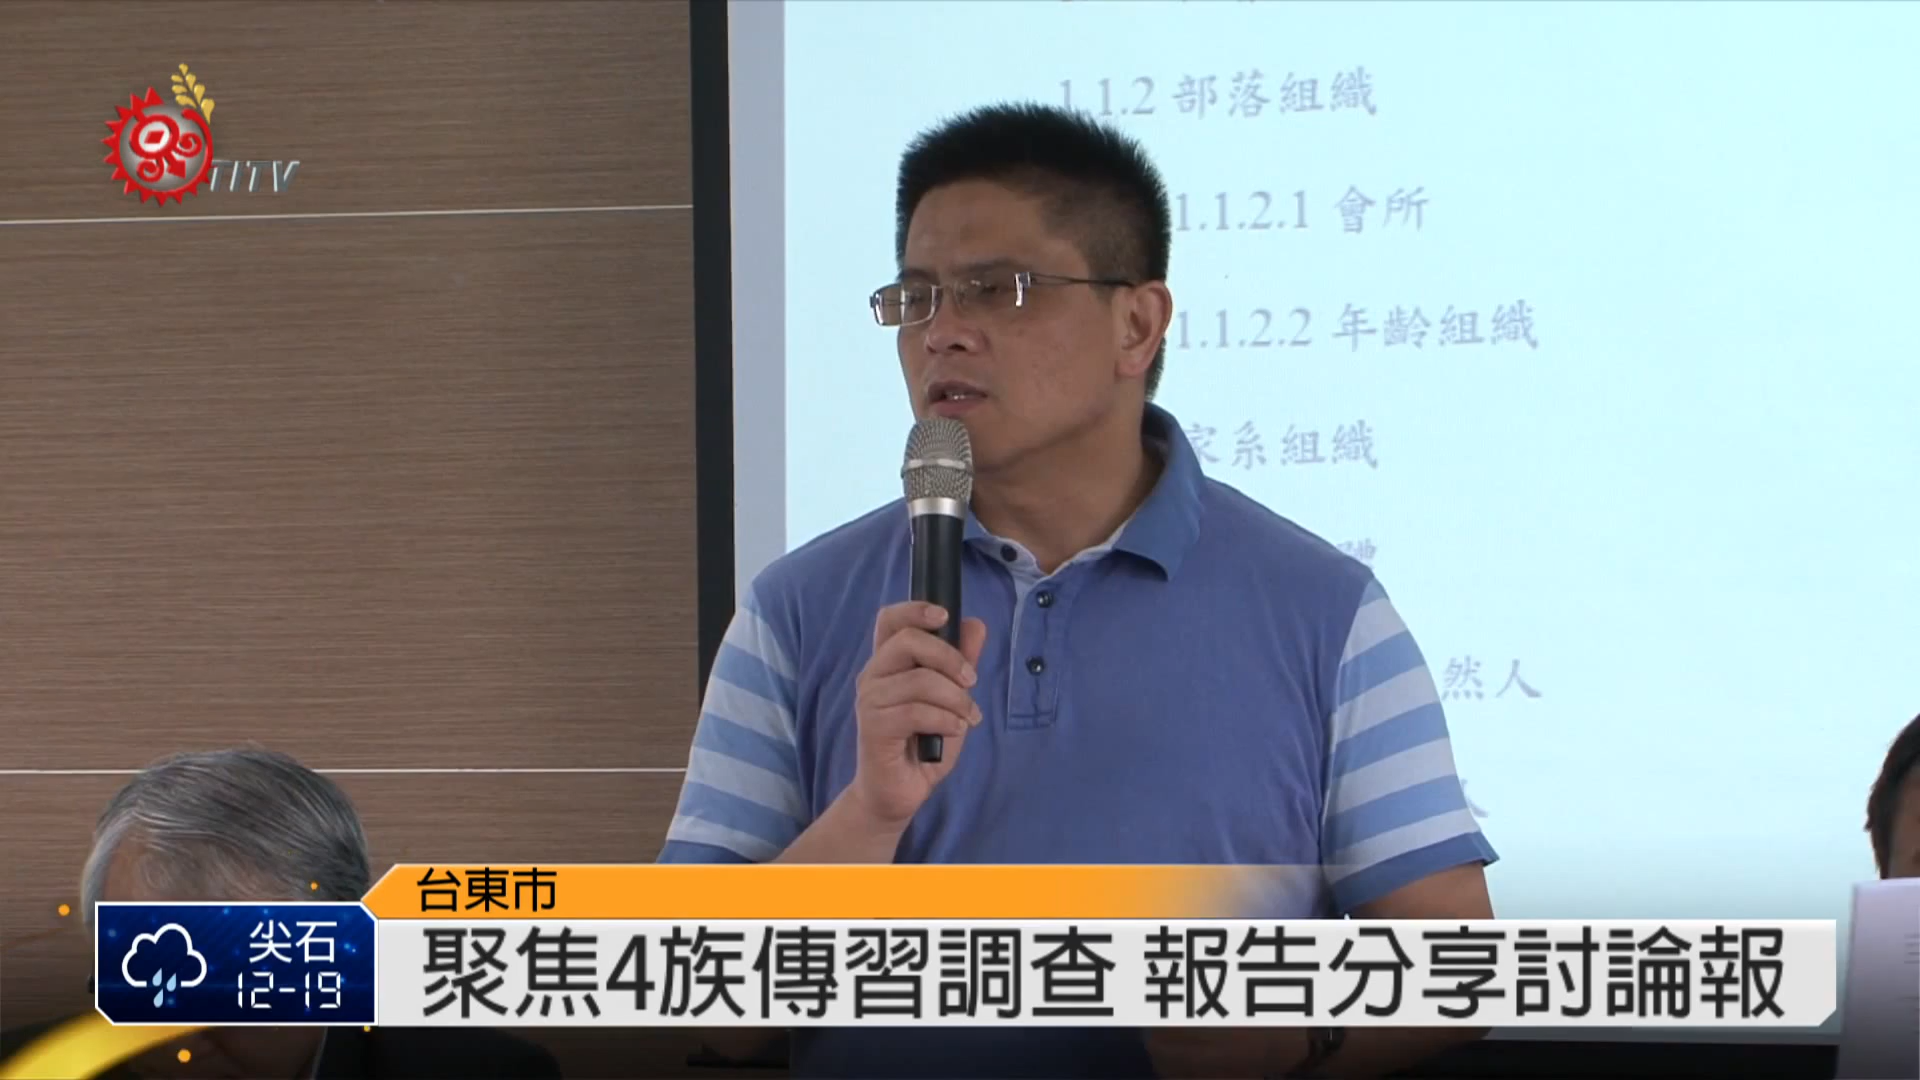 TITV
1.1.2 部落組織
1.1.2.1 會所
1.1.2.2 年齡組織
家系組織
然人
台東市
尖石
12-19
聚焦4族傳習調查 報告分享討論報